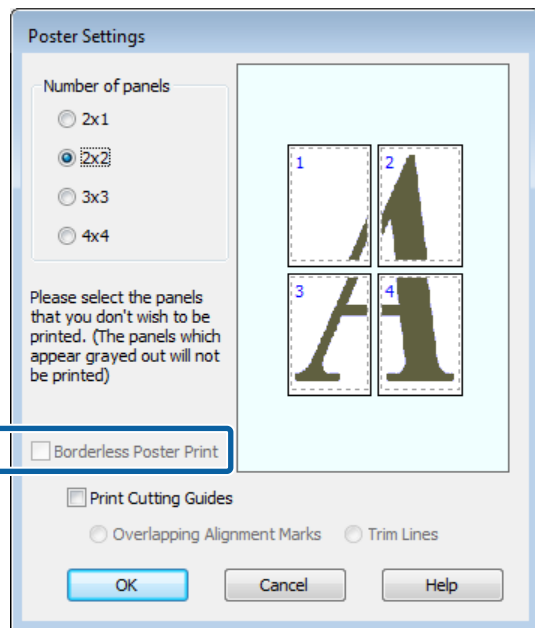 Poster Settings
Number of panels
2x1
2x2
3x3
4x4
Please select the panels
that you don't wish to be
printed. (The panels which
appear grayed out will not
be printed)
1
2
3
4
Borderless Poster Print
Print Cutting Guides
Overlapping Alignment Marks
Trim Lines
OK
Cancel
Help